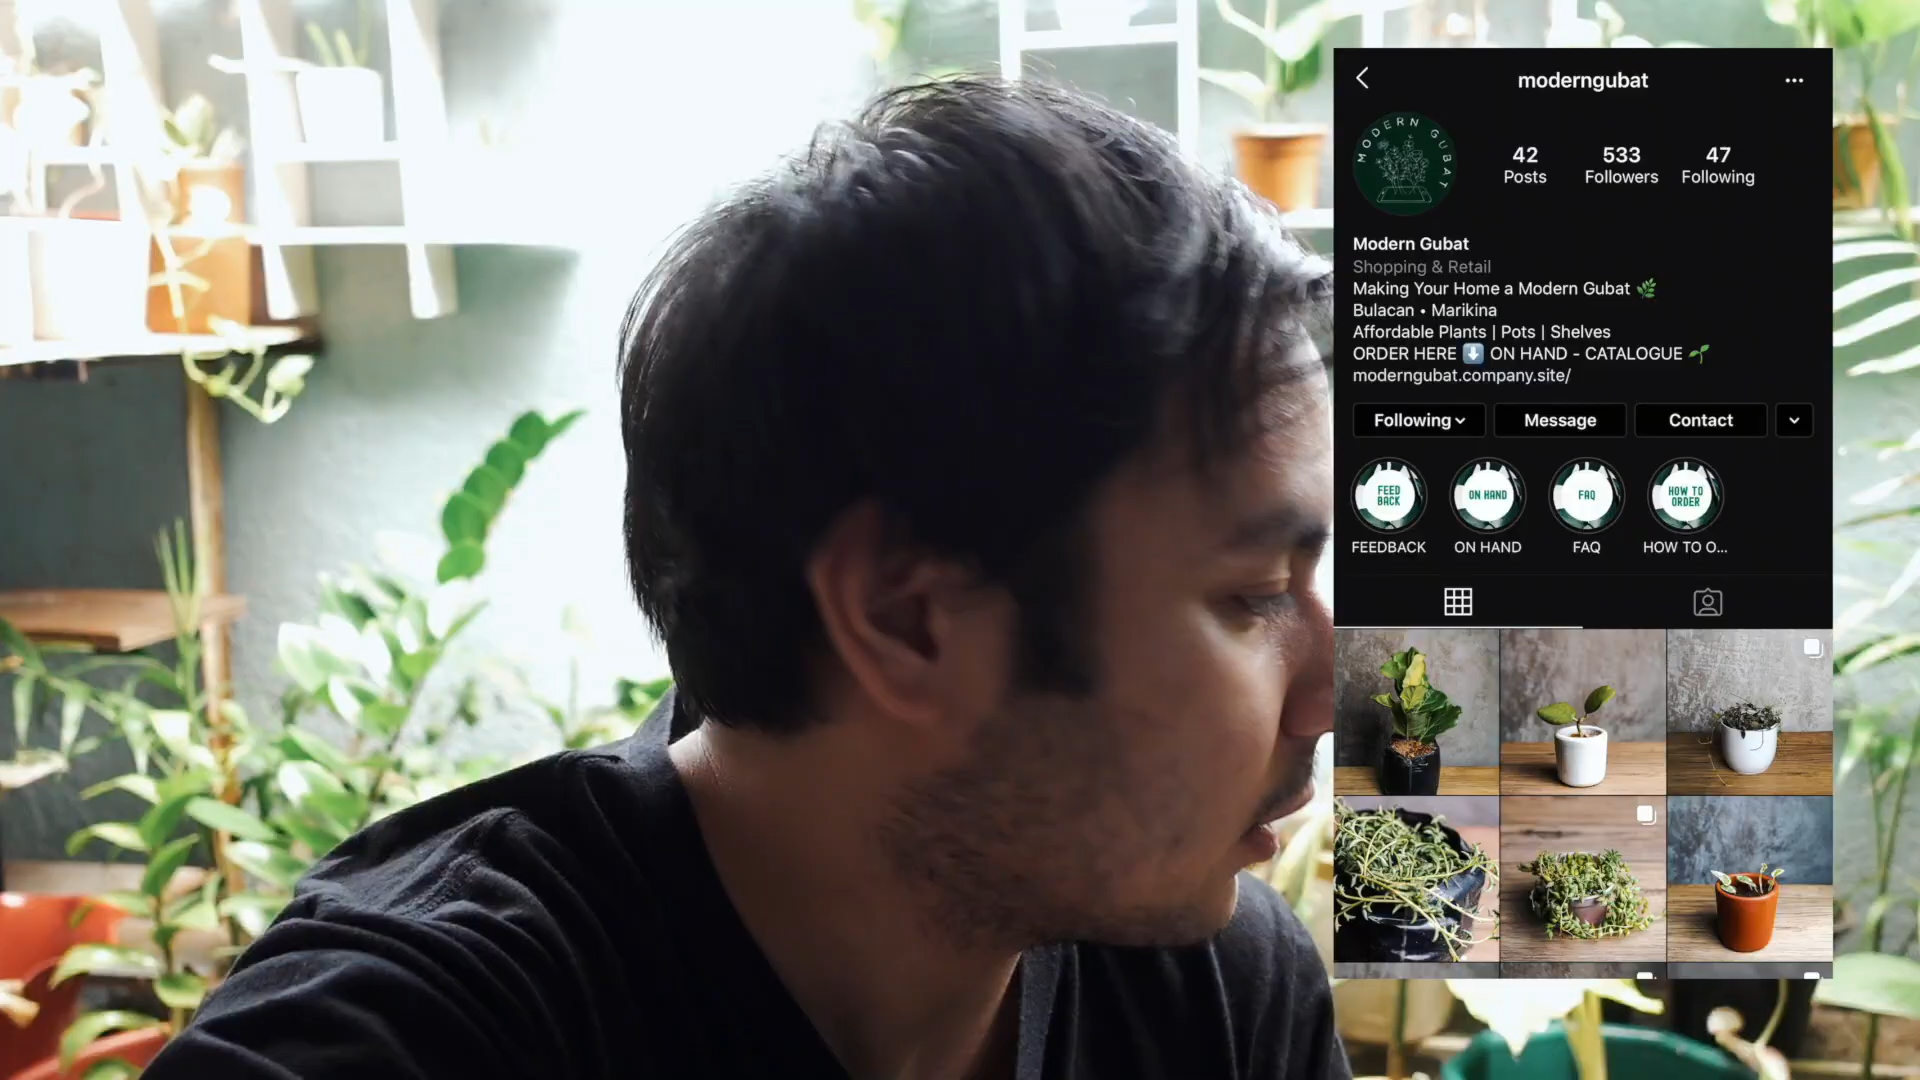 moderngubat
MODERN GUBAT
42 533 47
Posts Followers Following
Modern Gubat
Shopping & Retail
Making Your Home a Modern Gubat 🌿
Bulacan • Marikina
Affordable Plants | Pots | Shelves
ORDER HERE ⬇️ ON HAND - CATALOGUE 🌱
moderngubat.company.site/
Following Message Contact
FEED
BACK
ON HAND
FAQ
HOW TO
ORDER
FEEDBACK ON HAND FAQ HOW TO O...